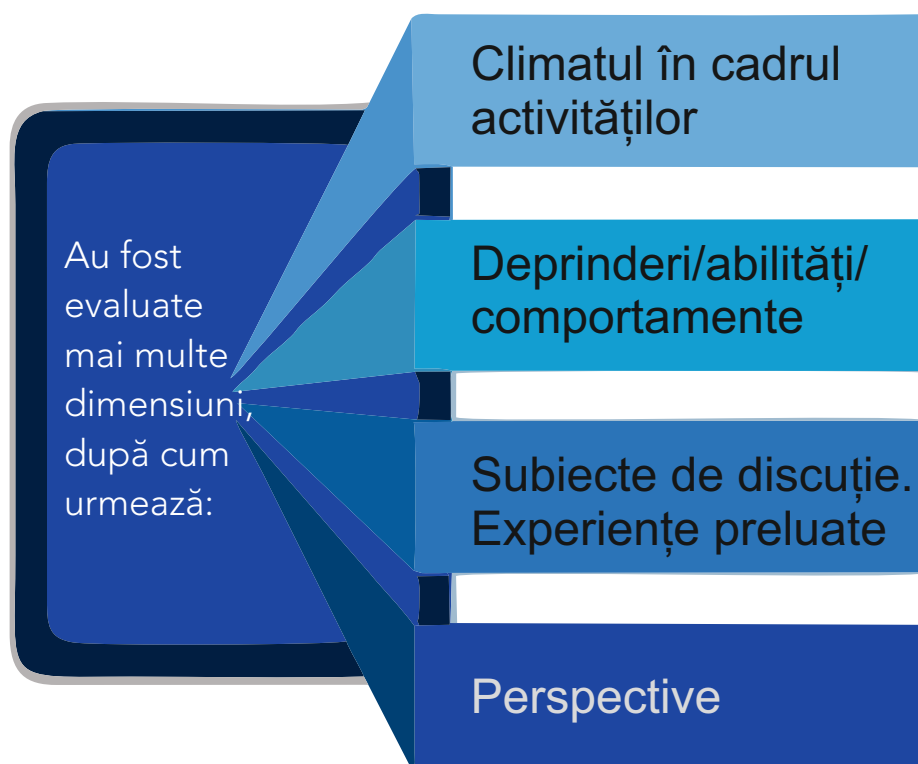 Au fost
evaluate
mai multe
dimensiuni,
după cum
urmează:
Climatul în cadrul
activităților
Deprinderi/abilități/
comportamente
Subiecte de discuție.
Experiențe preluate
Perspective